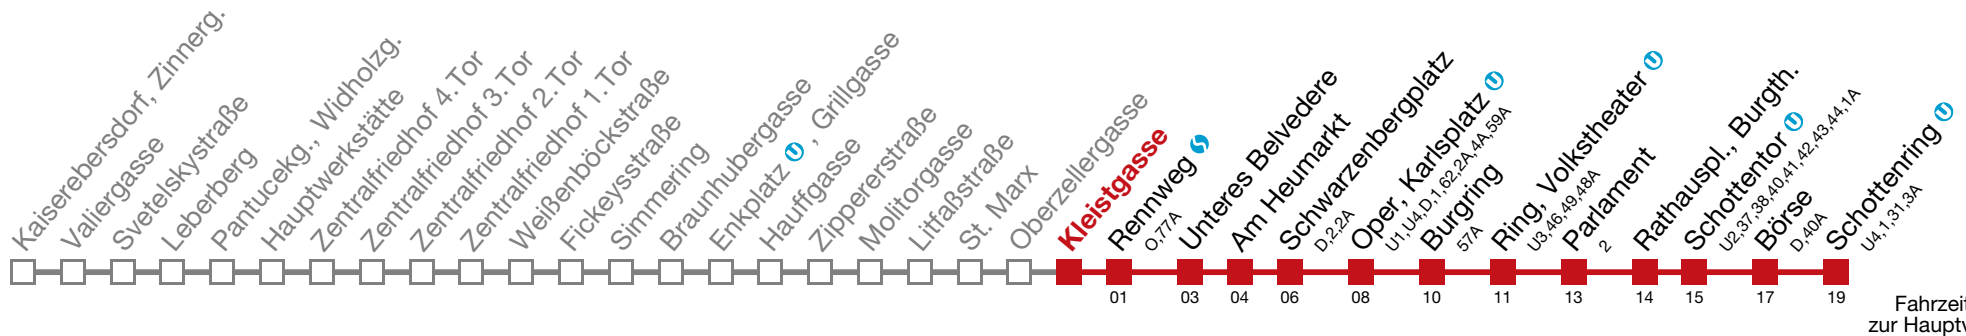 Kaiserebersdorf, Zinnerg.
Valiergasse
Svetelskystraße
Leberberg
Pantucekg., Widholzg.
Hauptwerkstätte
Zentralfriedhof 4.Tor
Zentralfriedhof 3.Tor
Zentralfriedhof 2.Tor
Zentralfriedhof 1.Tor
Weißenböckstraße
Fickeysstraße
Simmering
Braunhubergasse
Enkplatz U, Grillgasse
Hauffgasse
Zippererstraße
Molitorgasse
Litfaßstraße
St. Marx
Oberzellergasse
Kleistgasse
Rennweg S
O,77A
Unteres Belvedere
Am Heumarkt
Schwarzenbergplatz
D,2,2A
Oper, Karlsplatz U
U1,U4,D,1,62,2A,4A,59A
Burgring
57A
Ring, Volkstheater U
U3,46,49,48A
Parlament
2
Rathauspl., Burgth.
Schottentor U
U2,37,38,40,41,42,43,44,1A
Börse
D,40A
Schottenring U
U4,1,31,3A
01 03 04 06 08 10 11 13 14 15 17 19
Fahrzeit
zur Hauptv